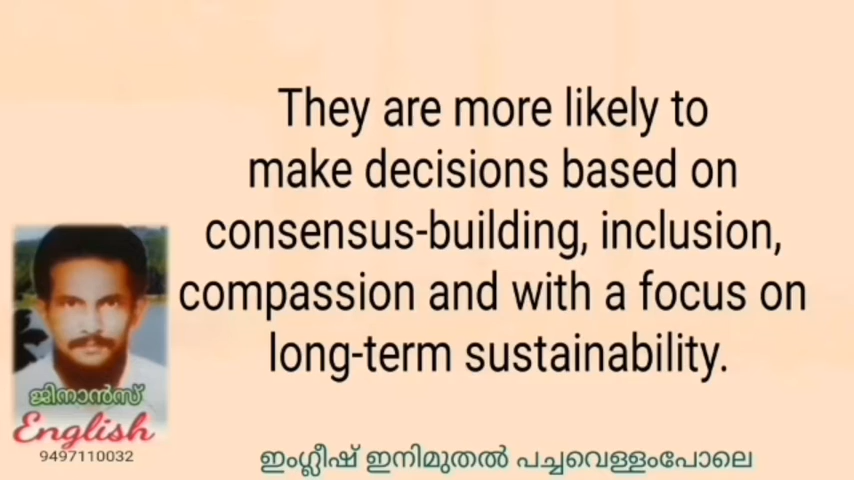 They are more likely to
make decisions based on
consensus-building, inclusion,
compassion and with a focus on
long-term sustainability.
ജിനാൻസ്
English
9497110032
ഇംഗ്ലീഷ് ഇനിമുതൽ പച്ചവെള്ളംപോലെ